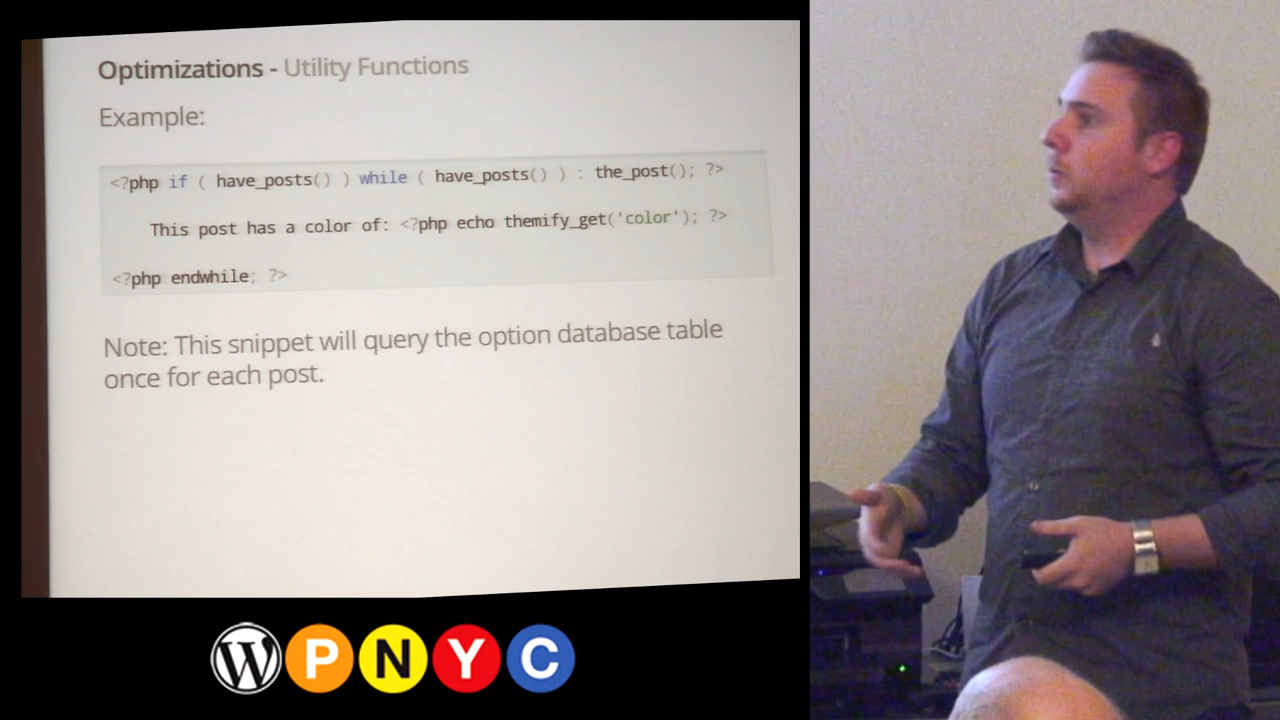 Optimizations - Utility Functions
Example:
<?php if ( have_posts() ) while ( have_posts() ) : the_post(); ?>
This post has a color of: <?php echo themify_get('color'); ?>
<?php endwhile; ?>
Note: This snippet will query the option database table
once for each post.
W P N Y C